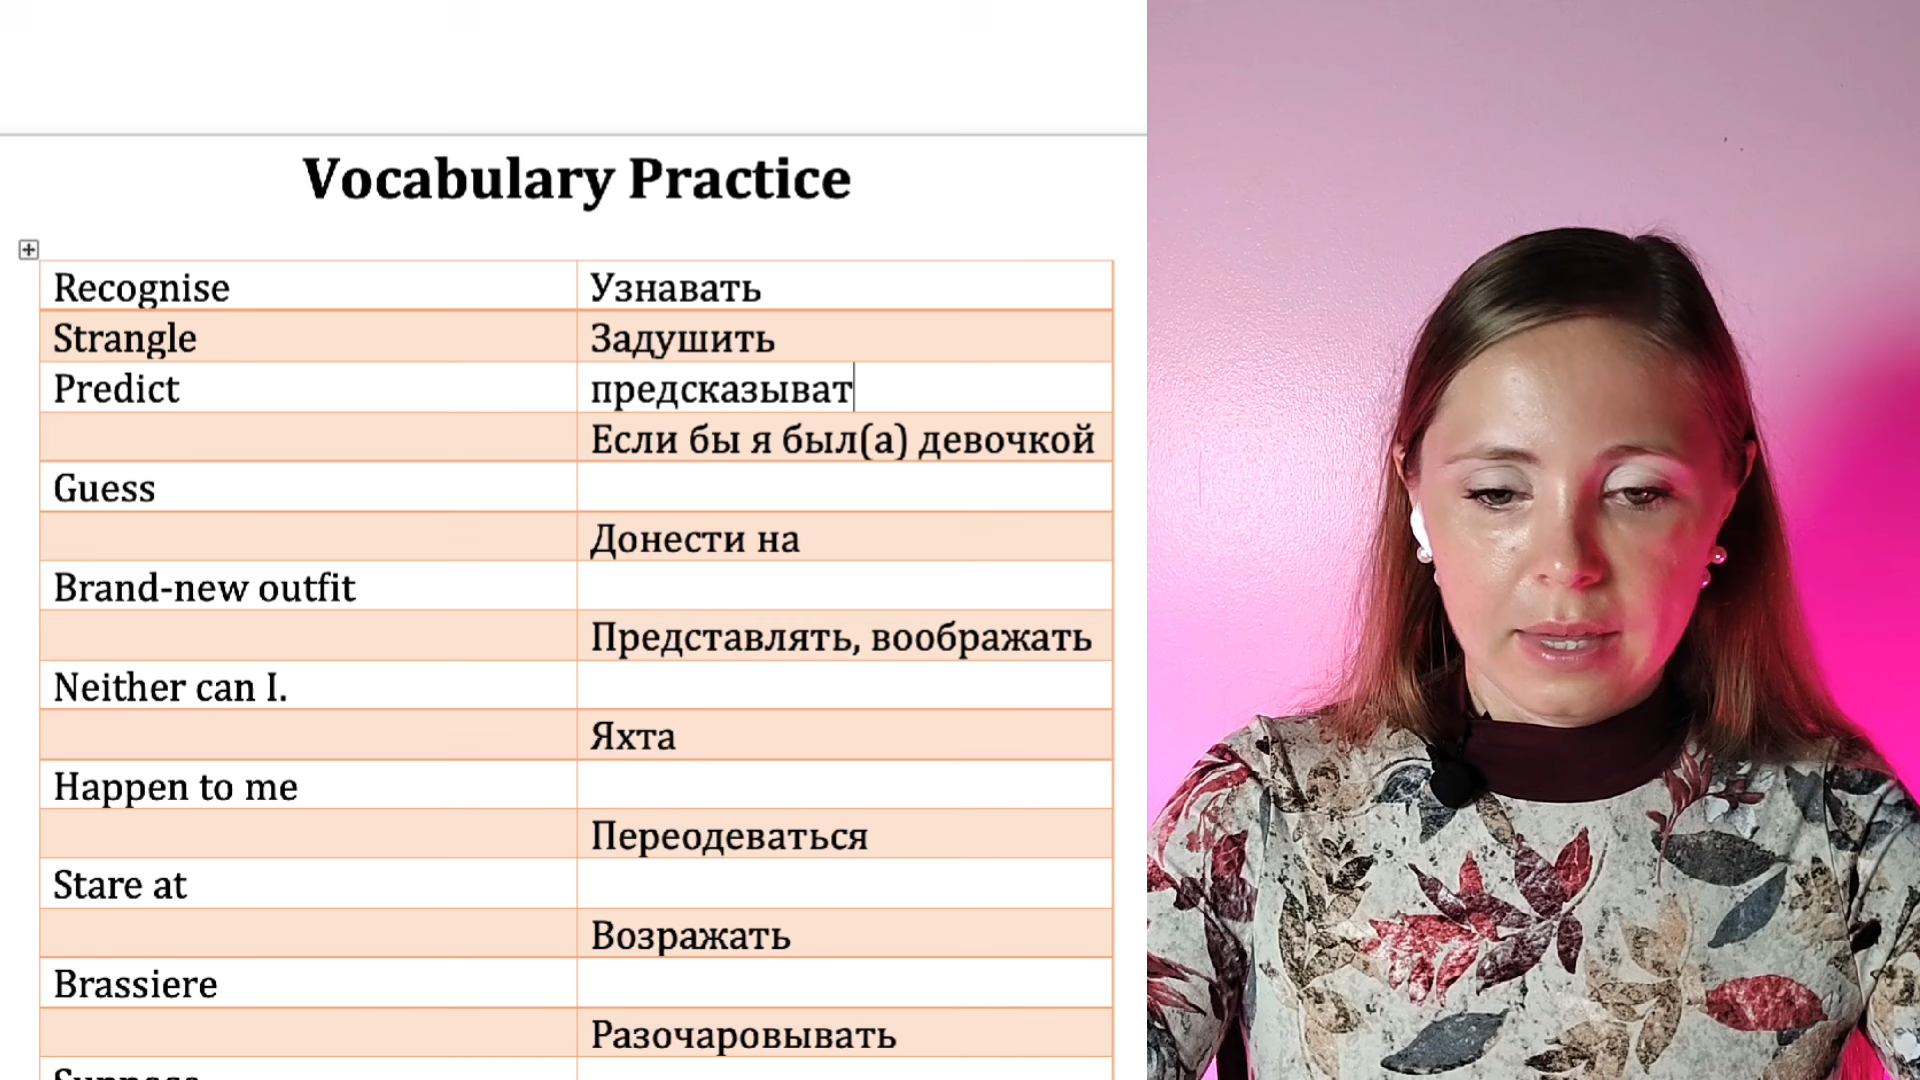 Vocabulary Practice
Recognise Узнавать
Strangle Задушить
Predict предсказыват
Если бы я был(а) девочкой
Guess
Донести на
Brand-new outfit
Представлять, воображать
Neither can I.
Яхта
Happen to me
Переодеваться
Stare at
Возражать
Brassiere
Разочаровывать